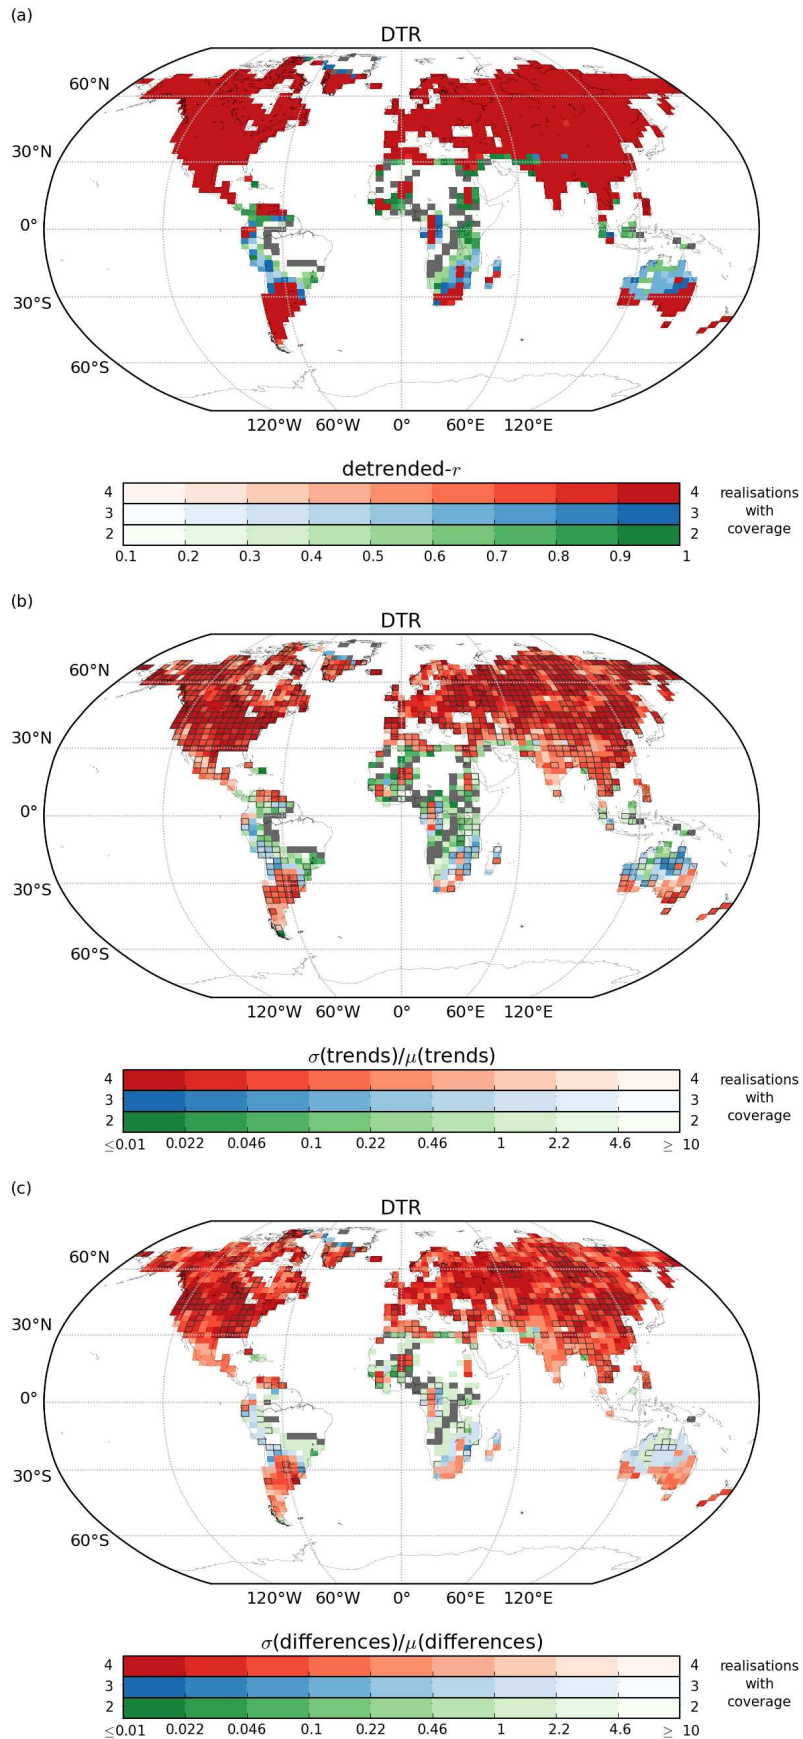 (a)
DTR
60°N
30°N
0°
30°S
60°S
120°W 60°W 0° 60°E 120°E
detrended-r
4 4 realisations
3 3 with
2 2 coverage
0.1 0.2 0.3 0.4 0.5 0.6 0.7 0.8 0.9 1
(b)
DTR
60°N
30°N
0°
30°S
60°S
120°W 60°W 0° 60°E 120°E
σ(trends)/μ(trends)
4 4 realisations
3 3 with
2 2 coverage
≤0.01 0.022 0.046 0.1 0.22 0.46 1 2.2 4.6 ≥ 10
(c)
DTR
60°N
30°N
0°
30°S
60°S
120°W 60°W 0° 60°E 120°E
σ(differences)/μ(differences)
4 4 realisations
3 3 with
2 2 coverage
≤0.01 0.022 0.046 0.1 0.22 0.46 1 2.2 4.6 ≥ 10